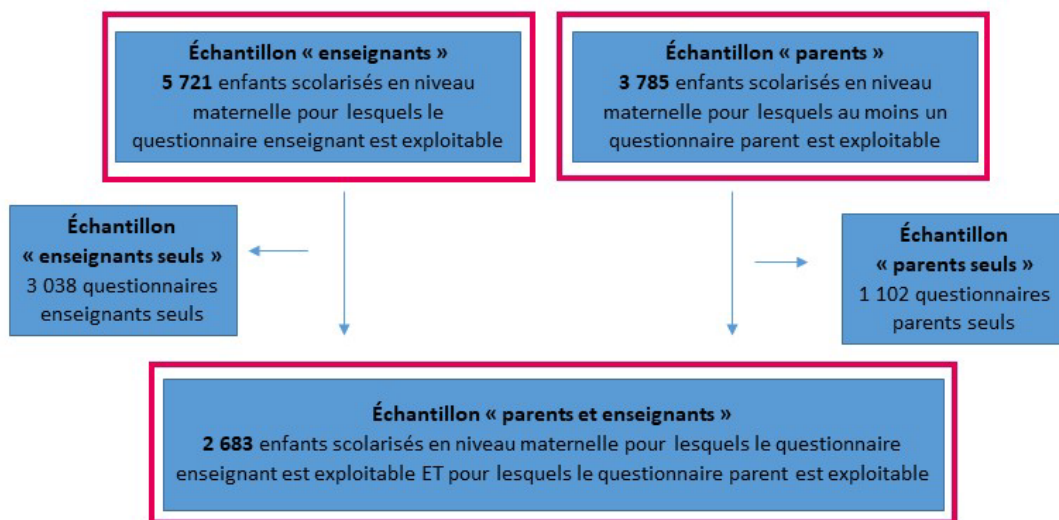 Échantillon « enseignants »
5 721 enfants scolarisés en niveau
maternelle pour lesquels le
questionnaire enseignant est exploitable
Échantillon « parents »
3 785 enfants scolarisés en niveau
maternelle pour lesquels au moins un
questionnaire parent est exploitable
Échantillon
« enseignants seuls »
3 038 questionnaires
enseignants seuls
Échantillon
« parents seuls »
1 102 questionnaires
parents seuls
Échantillon « parents et enseignants »
2 683 enfants scolarisés en niveau maternelle pour lesquels le questionnaire
enseignant est exploitable ET pour lesquels le questionnaire parent est exploitable